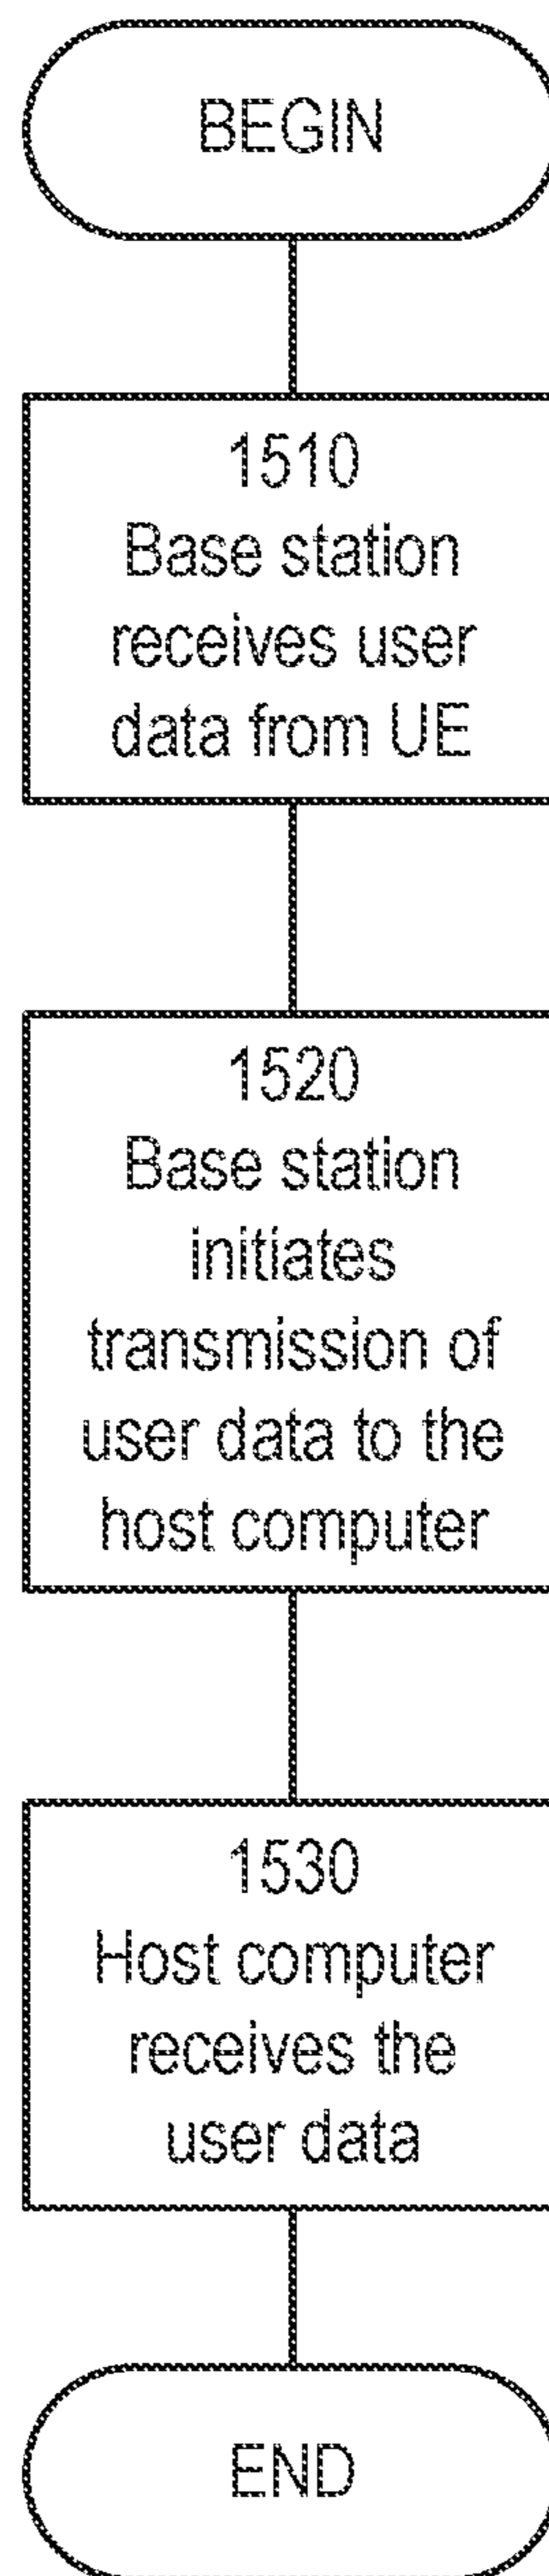 BEGIN
1510
Base station
receives user
data from UE
1520
Base station
initiates
transmission of
user data to the
host computer
1530
Host computer
receives the
user data
END